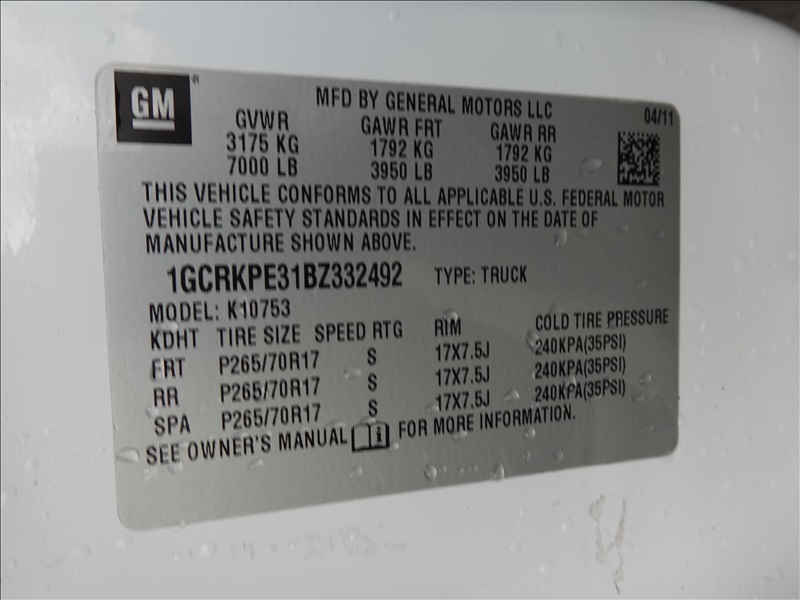 GM ®
MFD BY GENERAL MOTORS LLC
04/11
GVWR GAWR FRT GAWR RR
3175 KG 1792 KG 1792 KG
7000 LB 3950 LB 3950 LB
THIS VEHICLE CONFORMS TO ALL APPLICABLE U.S. FEDERAL MOTOR
VEHICLE SAFETY STANDARDS IN EFFECT ON THE DATE OF
MANUFACTURE SHOWN ABOVE.
1GCRKPE31BZ332492 TYPE: TRUCK
MODEL: K10753
KDHT TIRE SIZE SPEED RTG RIM COLD TIRE PRESSURE
FRT P265/70R17 S 17X7.5J 240KPA(35PSI)
RR P265/70R17 S 17X7.5J 240KPA(35PSI)
SPA P265/70R17 S 17X7.5J 240KPA(35PSI)
SEE OWNER'S MANUAL i FOR MORE INFORMATION.